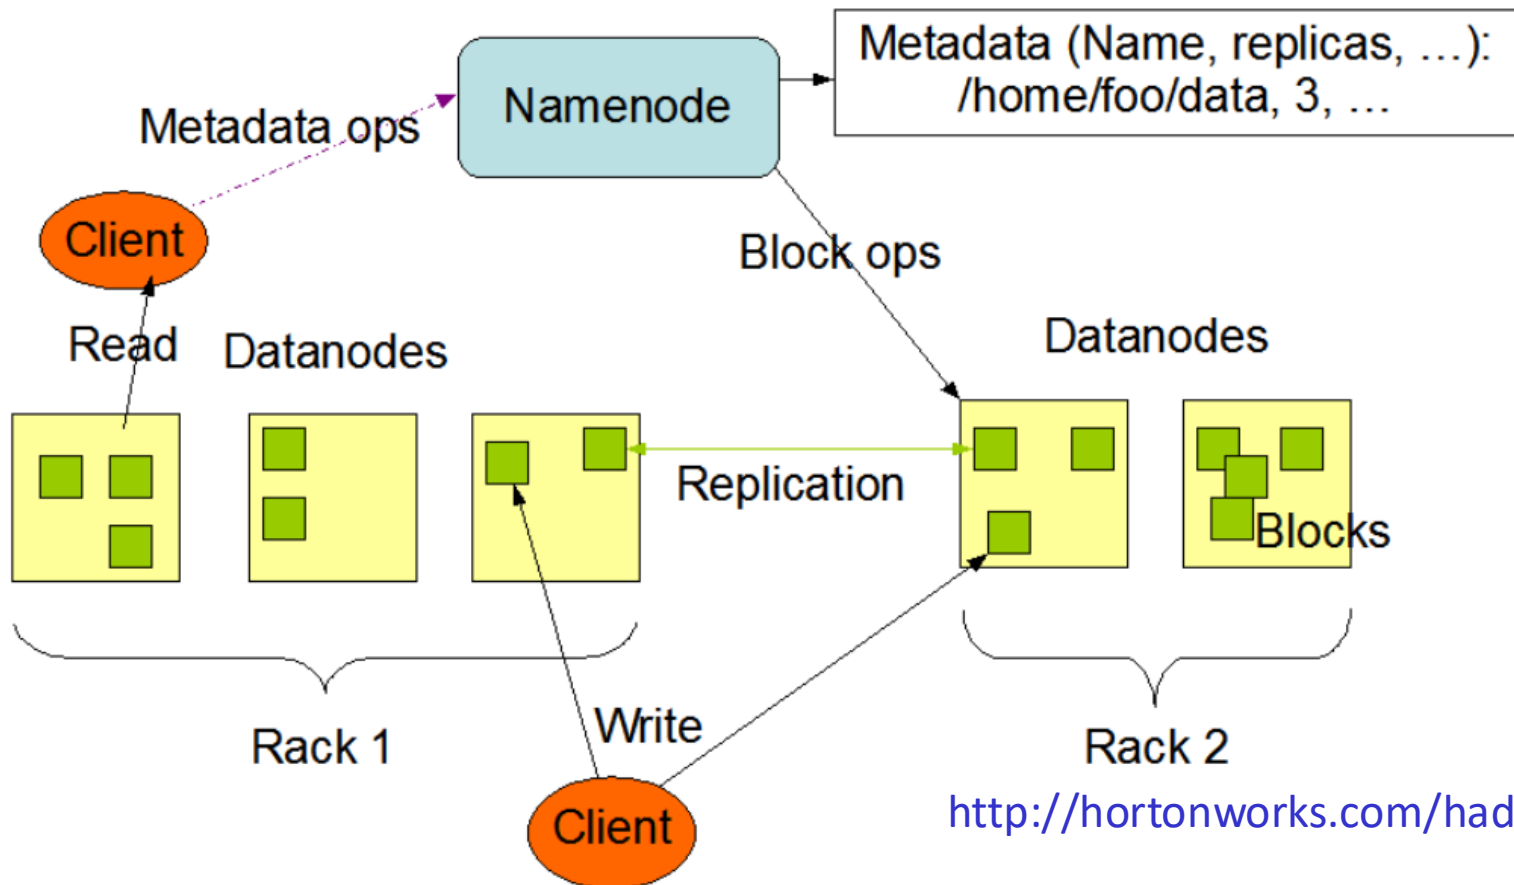 Metadata (Name, replicas, …):
/home/foo/data, 3, …
Namenode
Metadata ops
Client
Block ops
Read
Datanodes
Datanodes
Replication
Blocks
Write
Rack 1
Rack 2
Client
http://hortonworks.com/had